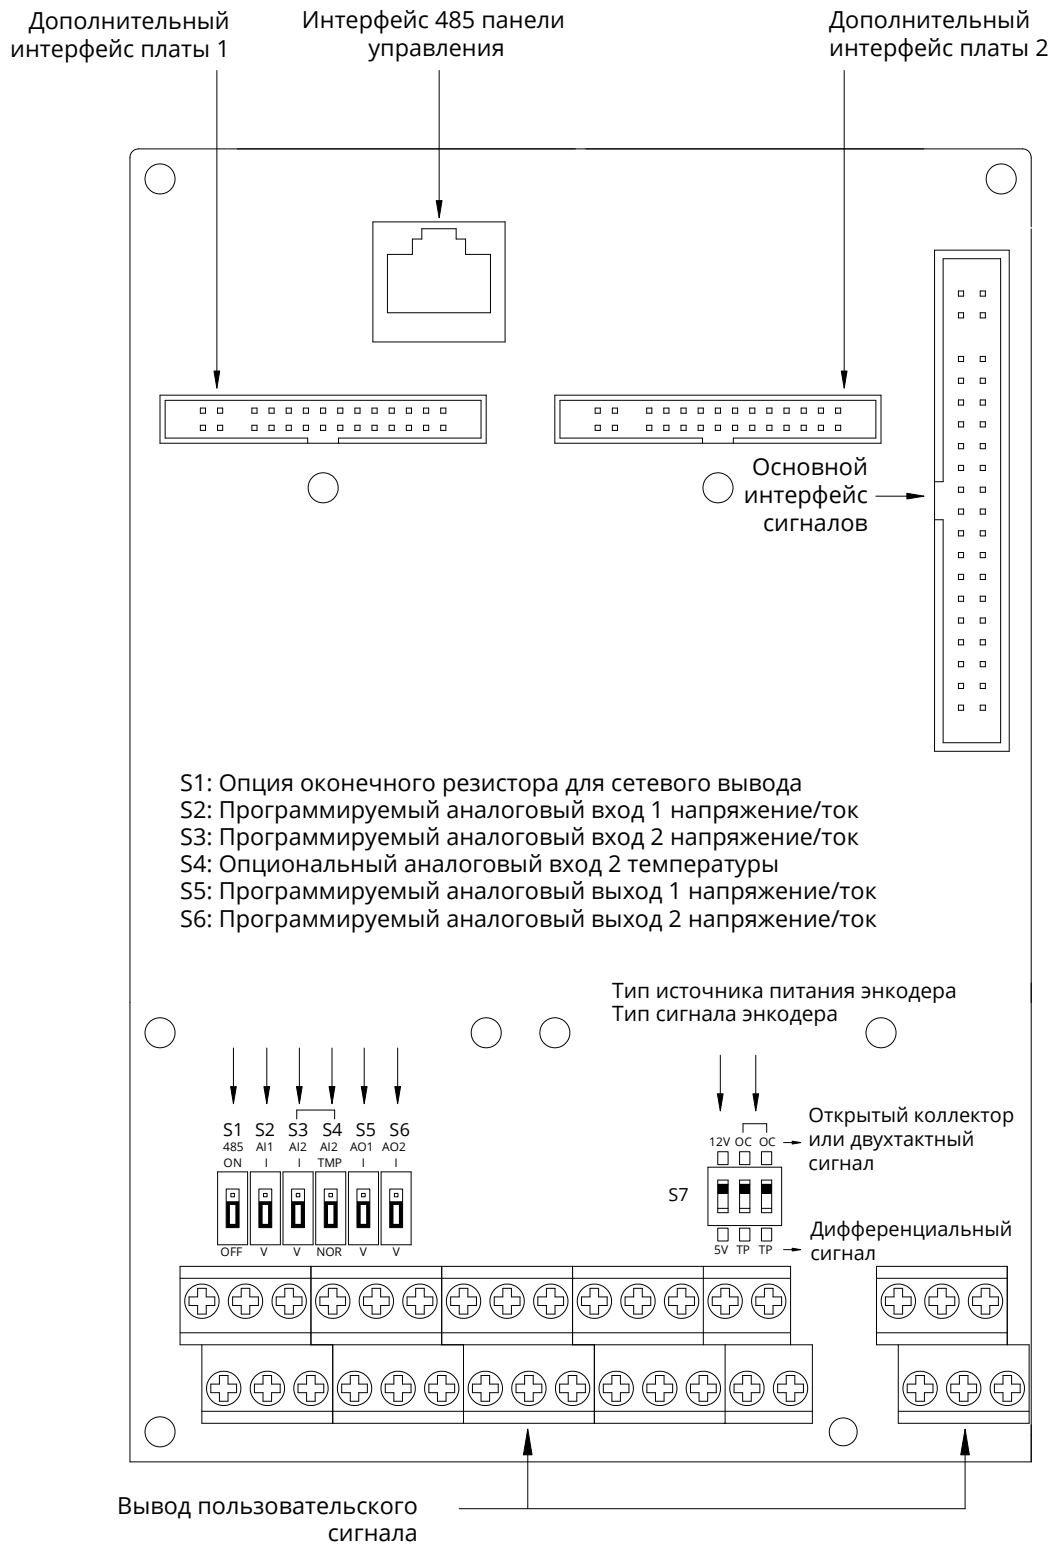 Дополнительный
интерфейс платы 1
Интерфейс 485 панели
управления
Дополнительный
интерфейс платы 2
Основной
интерфейс
сигналов
S1: Опция оконечного резистора для сетевого вывода
S2: Программируемый аналоговый вход 1 напряжение/ток
S3: Программируемый аналоговый вход 2 напряжение/ток
S4: Опциональный аналоговый вход 2 температуры
S5: Программируемый аналоговый выход 1 напряжение/ток
S6: Программируемый аналоговый выход 2 напряжение/ток
Тип источника питания энкодера
Тип сигнала энкодера
S1 S2 S3 S4 S5 S6
485 AI1 AI2 AI2 AO1 AO2
ON I I TMP I I
OFF V V NOR V V
12V OC OC
Открытый коллектор
или двухтактный
сигнал
S7
5V TP TP
Дифференциальный
сигнал
Вывод пользовательского
сигнала